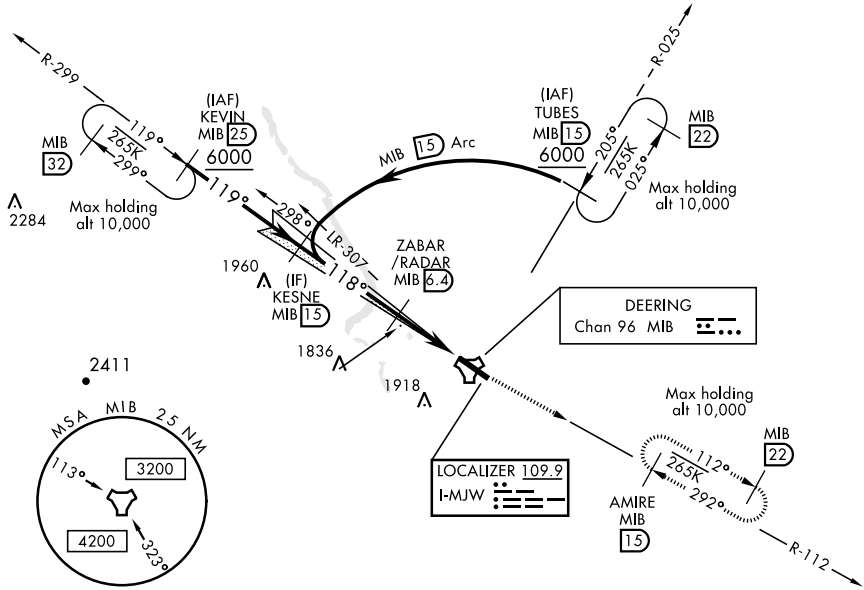 R-299
R-025
(IAF)
KEVIN
MIB 25
6000
(IAF)
TUBES
MIB 15
6000
MIB
22
119°
265K
299°
MIB
32
205°
265K
025°
MIB 15 Arc
Max holding
alt 10,000
2284
Max holding
alt 10,000
119°
298°
LR-307
ZABAR
/RADAR
MIB 6.4
1960
(IF)
KESNE
MIB 15
118°
DEERING
Chan 96 MIB
1836
2411
1918
Max holding
alt 10,000
MSA MIB 25 NM
113°
3200
4200
323°
LOCALIZER 109.9
I-MJW
MIB
22
112°
265K
292°
AMIRE
MIB
15
R-112